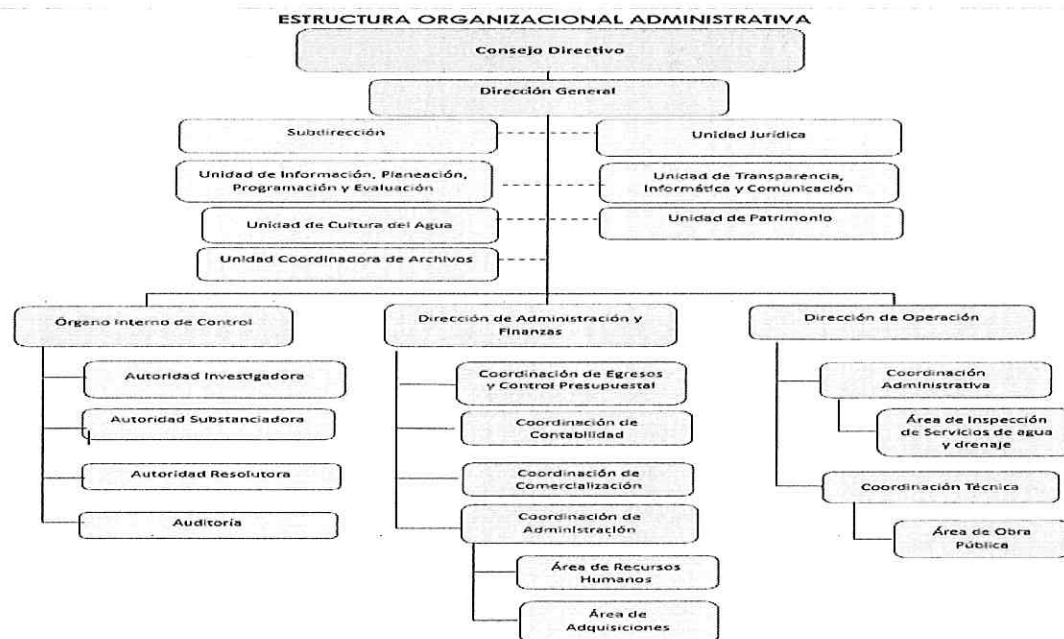 ESTRUCTURA ORGANIZACIONAL ADMINISTRATIVA
Consejo Directivo
Dirección General
Subdirección
Unidad Jurídica
Unidad de Información, Planeación,
Programación y Evaluación
Unidad de Transparencia,
Informática y Comunicación
Unidad de Cultura del Agua
Unidad de Patrimonio
Unidad Coordinadora de Archivos
Órgano Interno de Control
Autoridad Investigadora
Autoridad Substanciadora
Autoridad Resolutora
Auditoría
Dirección de Administración y
Finanzas
Coordinación de Egresos
y Control Presupuestal
Coordinación de
Contabilidad
Coordinación de
Comercialización
Coordinación de
Administración
Área de Recursos
Humanos
Área de
Adquisiciones
Dirección de Operación
Coordinación
Administrativa
Área de Inspección
de Servicios de agua
y drenaje
Coordinación Técnica
Área de Obra
Pública